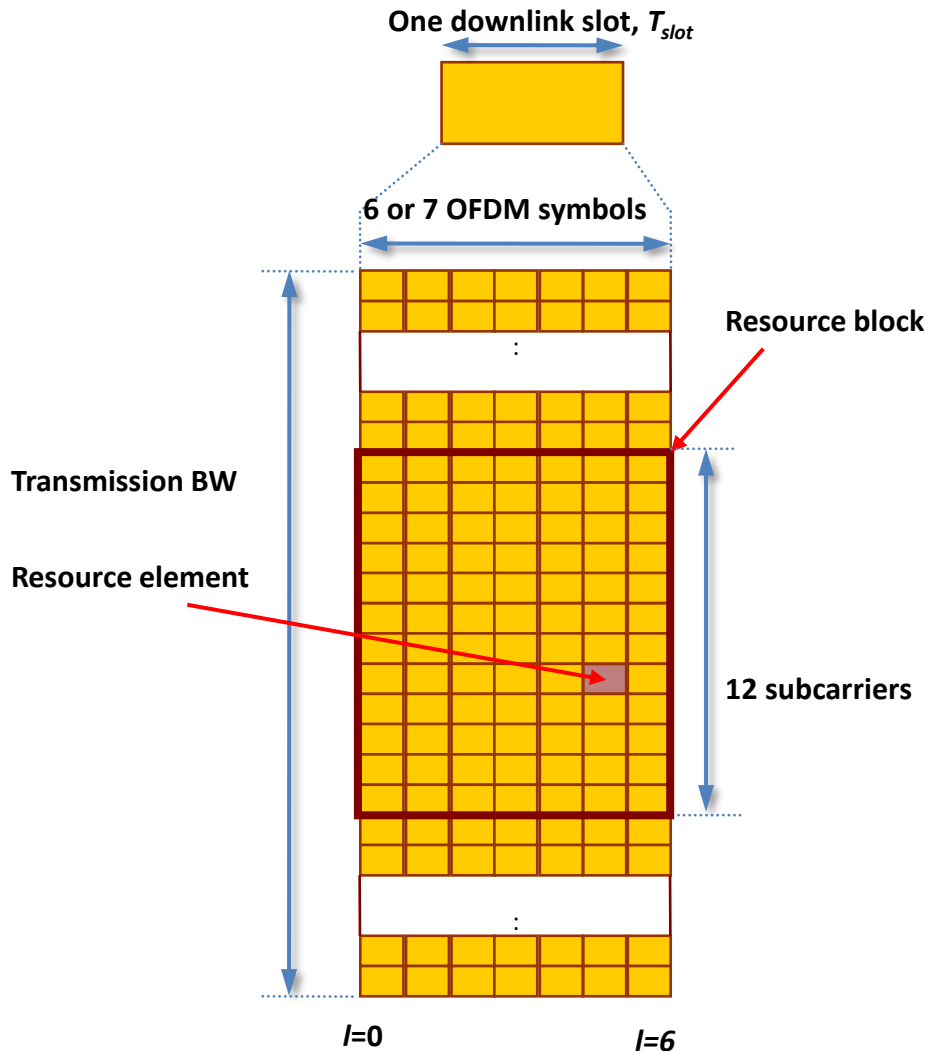 One downlink slot, Tslot
6 or 7 OFDM symbols
Resource block
:
Transmission BW
Resource element
12 subcarriers
:
l=0
l=6